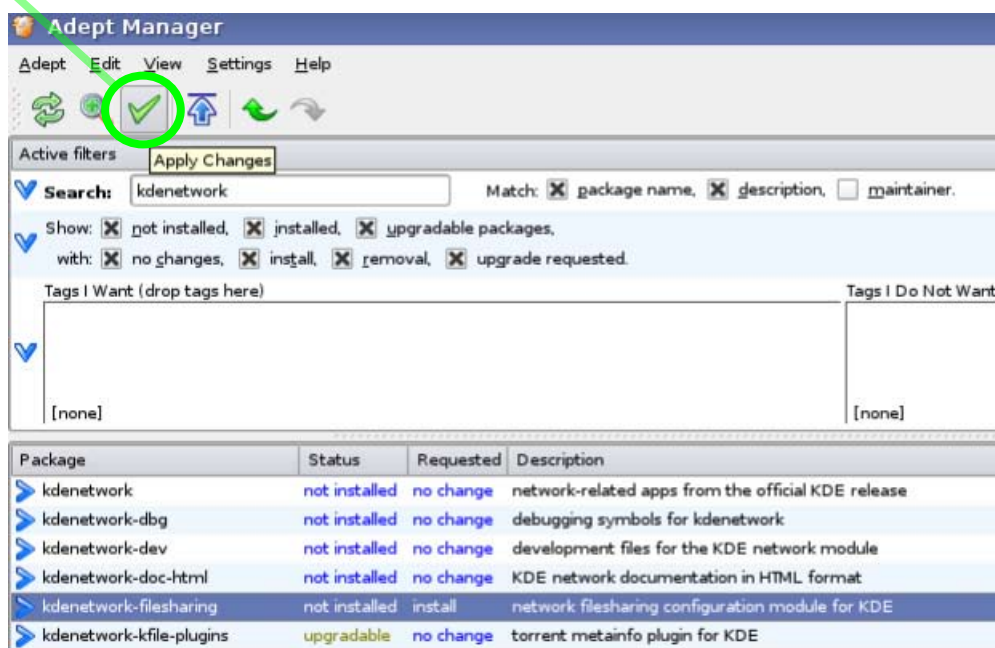 Adept Manager
Adept Edit View Settings Help
Active filters
Apply Changes
Search: kdenetwork Match: package name, description, maintainer.
Show: not installed, installed, upgradable packages,
with: no changes, install, removal, upgrade requested.
Tags I Want (drop tags here) Tags I Do Not Want
[none] [none]
Package Status Requested Description
kdenetwork not installed no change network-related apps from the official KDE release
kdenetwork-dbg not installed no change debugging symbols for kdenetwork
kdenetwork-dev not installed no change development files for the KDE network module
kdenetwork-doc-html not installed no change KDE network documentation in HTML format
kdenetwork-filesharing not installed install network filesharing configuration module for KDE
kdenetwork-kfile-plugins upgradable no change torrent metainfo plugin for KDE